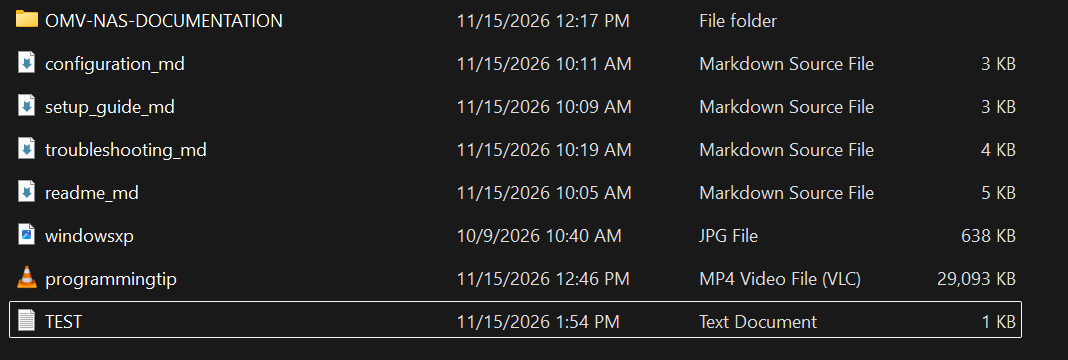 OMV-NAS-DOCUMENTATION 11/15/2026 12:17 PM File folder
configuration_md 11/15/2026 10:11 AM Markdown Source File 3 KB
setup_guide_md 11/15/2026 10:09 AM Markdown Source File 3 KB
troubleshooting_md 11/15/2026 10:19 AM Markdown Source File 4 KB
readme_md 11/15/2026 10:05 AM Markdown Source File 5 KB
windowsxp 10/9/2026 10:40 AM JPG File 638 KB
programmingtip 11/15/2026 12:46 PM MP4 Video File (VLC) 29,093 KB
TEST 11/15/2026 1:54 PM Text Document 1 KB